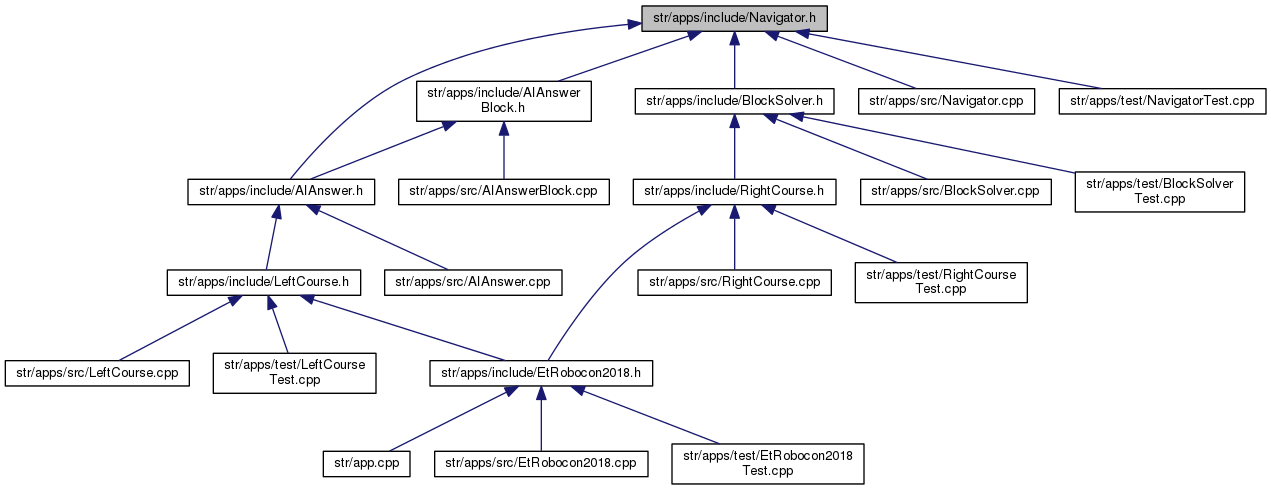 str/apps/include/Navigator.h
str/apps/include/AIAnswer
Block.h
str/apps/include/BlockSolver.h
str/apps/src/Navigator.cpp
str/apps/test/NavigatorTest.cpp
str/apps/include/AIAnswer.h
str/apps/src/AIAnswerBlock.cpp
str/apps/include/RightCourse.h
str/apps/src/BlockSolver.cpp
str/apps/test/BlockSolver
Test.cpp
str/apps/include/LeftCourse.h
str/apps/src/AIAnswer.cpp
str/apps/src/RightCourse.cpp
str/apps/test/RightCourse
Test.cpp
str/apps/src/LeftCourse.cpp
str/apps/test/LeftCourse
Test.cpp
str/apps/include/EtRobocon2018.h
str/app.cpp
str/apps/src/EtRobocon2018.cpp
str/apps/test/EtRobocon2018
Test.cpp